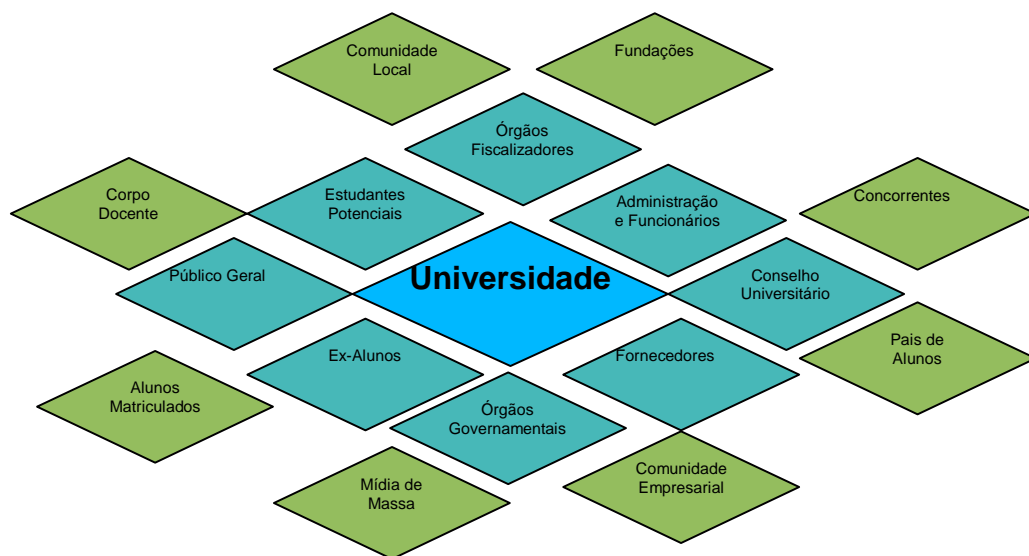 Comunidade
Local
Fundações
Órgãos
Fiscalizadores
Corpo
Docente
Estudantes
Potenciais
Administração
e Funcionários
Concorrentes
Público Geral
Universidade
Conselho
Universitário
Ex-Alunos
Fornecedores
Pais de
Alunos
Alunos
Matriculados
Órgãos
Governamentais
Mídia de
Massa
Comunidade
Empresarial